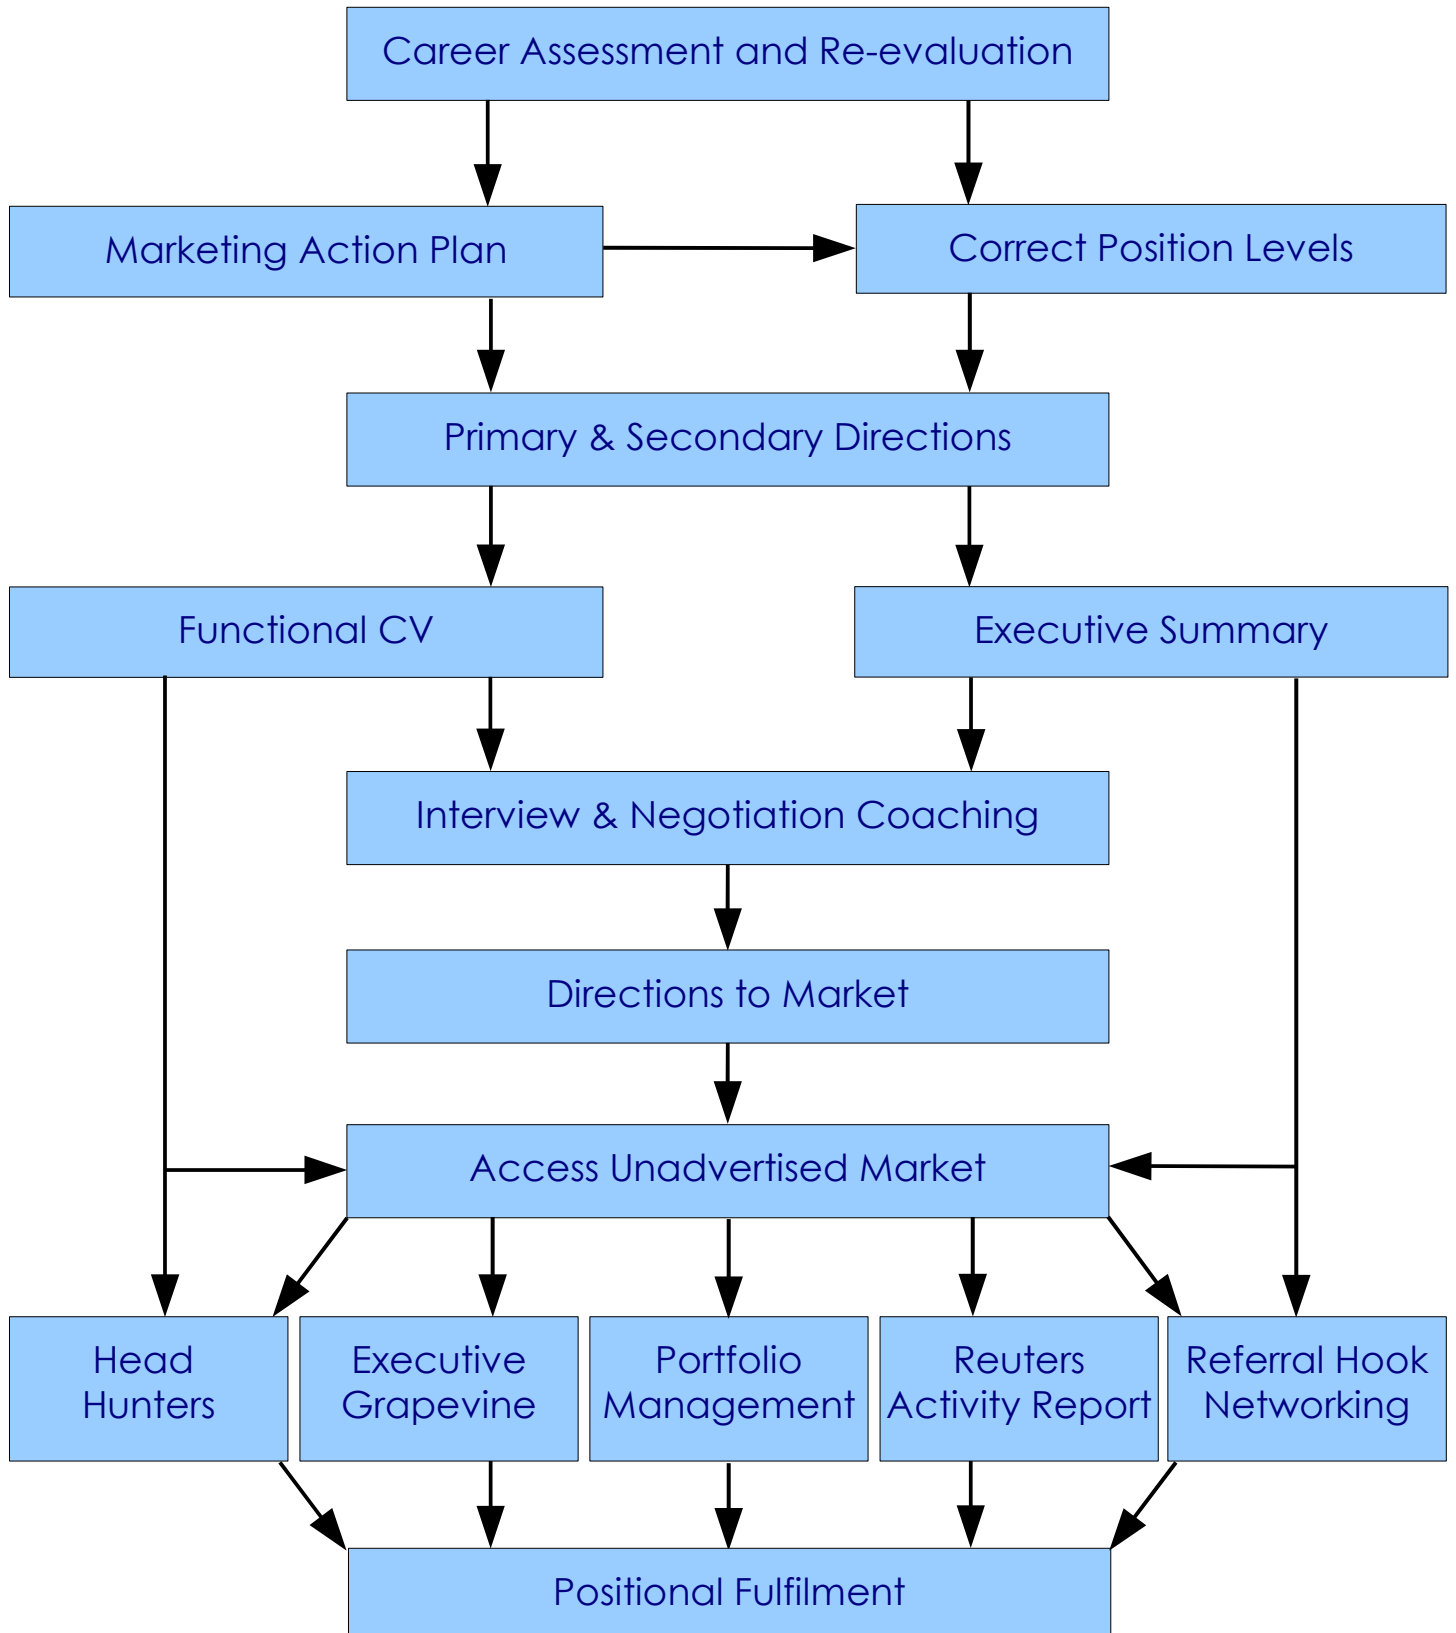 Career Assessment and Re-evaluation
Marketing Action Plan
Correct Position Levels
Primary & Secondary Directions
Functional CV
Executive Summary
Interview & Negotiation Coaching
Directions to Market
Access Unadvertised Market
Head
Hunters
Executive
Grapevine
Portfolio
Management
Reuters
Activity Report
Referral Hook
Networking
Positional Fulfilment